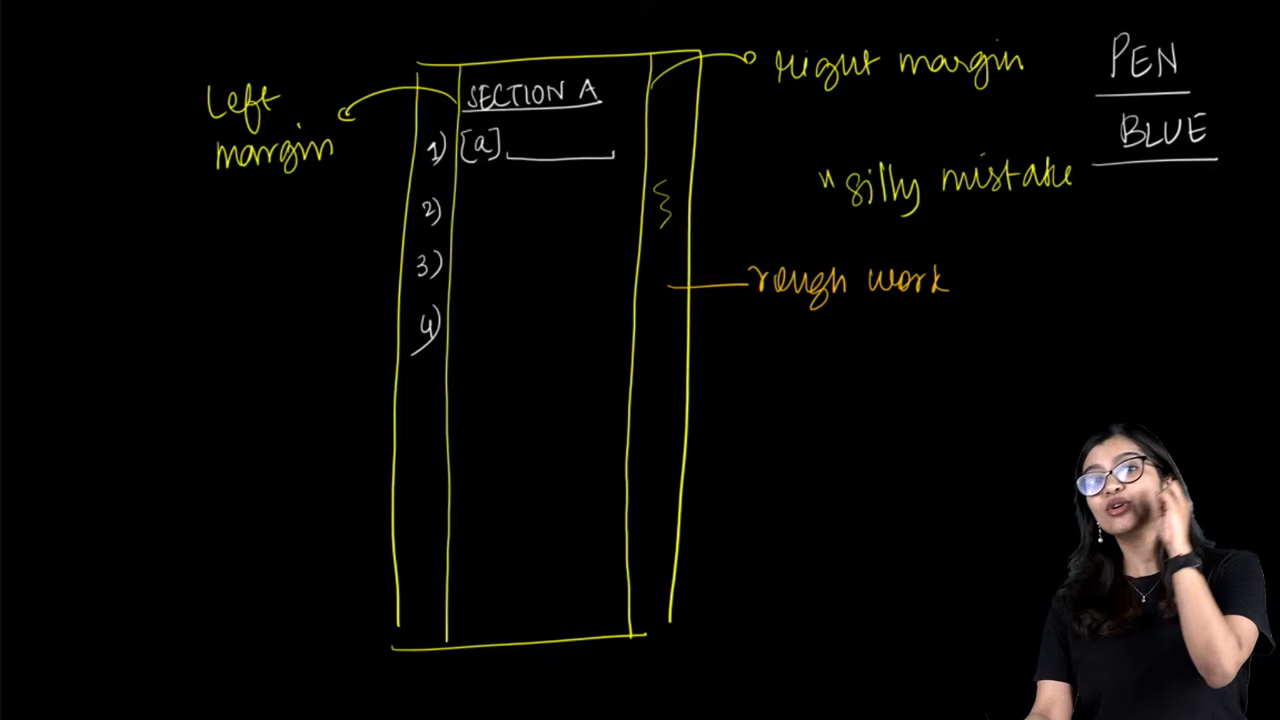 Left
margin
SECTION A
1) [a]
2)
3)
4)
right margin
PEN
BLUE
"silly mistake
rough work